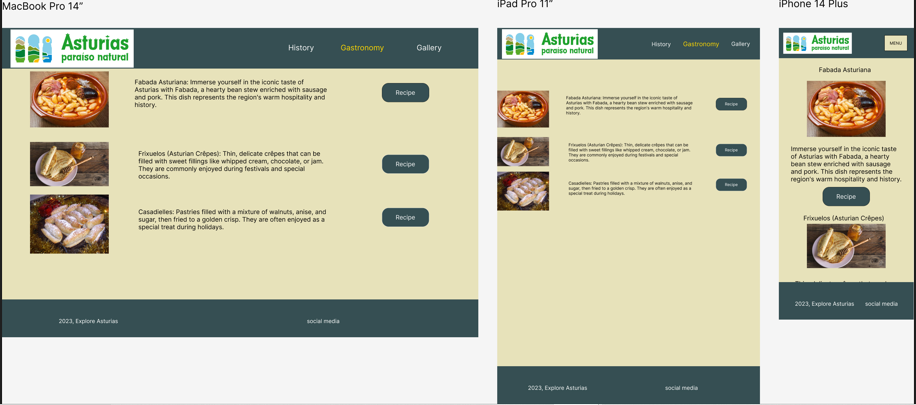 MacBook Pro 14”
Asturias
paraíso natural
History
Gastronomy
Gallery
Fabada Asturiana: Immerse yourself in the iconic taste of
Asturias with Fabada, a hearty bean stew enriched with sausage
and pork. This dish represents the region's warm hospitality and
history.
Recipe
Frixuelos (Asturian Crêpes): Thin, delicate crêpes that can be
filled with sweet fillings like whipped cream, chocolate, or jam.
They are commonly enjoyed during festivals and special
occasions.
Recipe
Casadielles: Pastries filled with a mixture of walnuts, anise, and
sugar, then fried to a golden crisp. They are often enjoyed as a
special treat during holidays.
Recipe
2023, Explore Asturias
social media
iPad Pro 11”
Asturias
paraíso natural
History
Gastronomy
Gallery
Fabada Asturiana: Immerse yourself in the iconic taste of
Asturias with Fabada, a hearty bean stew enriched with sausage
and pork. This dish represents the region's warm hospitality and
history.
Recipe
Frixuelos (Asturian Crêpes): Thin, delicate crêpes that can be
filled with sweet fillings like whipped cream, chocolate, or jam.
They are commonly enjoyed during festivals and special
occasions.
Recipe
Casadielles: Pastries filled with a mixture of walnuts, anise, and
sugar, then fried to a golden crisp. They are often enjoyed as a
special treat during holidays.
Recipe
2023, Explore Asturias
social media
iPhone 14 Plus
Asturias
paraíso natural
MENU
Fabada Asturiana
Immerse yourself in the iconic taste
of Asturias with Fabada, a hearty
bean stew enriched with sausage
and pork. This dish represents the
region's warm hospitality and history.
Recipe
Frixuelos (Asturian Crêpes)
2023, Explore Asturias
social media